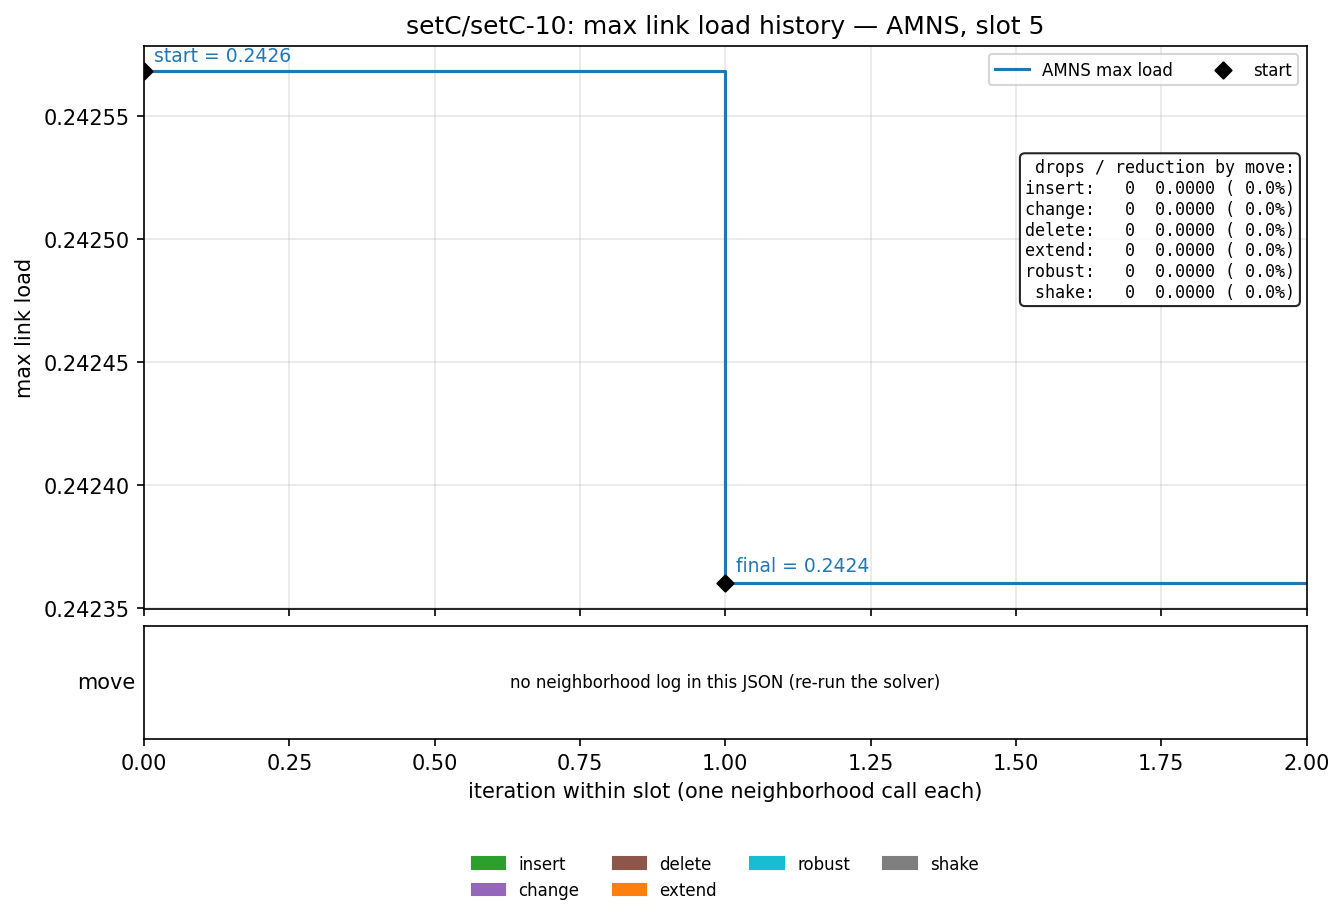 setC/setC-10: max link load history — AMNS, slot 5
start = 0.2426
AMNS max load
start
0.24255
0.24250
0.24245
0.24240
0.24235
max link load
drops / reduction by move:
insert:   0  0.0000 ( 0.0%)
change:   0  0.0000 ( 0.0%)
delete:   0  0.0000 ( 0.0%)
extend:   0  0.0000 ( 0.0%)
robust:   0  0.0000 ( 0.0%)
shake:   0  0.0000 ( 0.0%)
final = 0.2424
move
no neighborhood log in this JSON (re-run the solver)
0.00 0.25 0.50 0.75 1.00 1.25 1.50 1.75 2.00
iteration within slot (one neighborhood call each)
insert delete robust shake
change extend